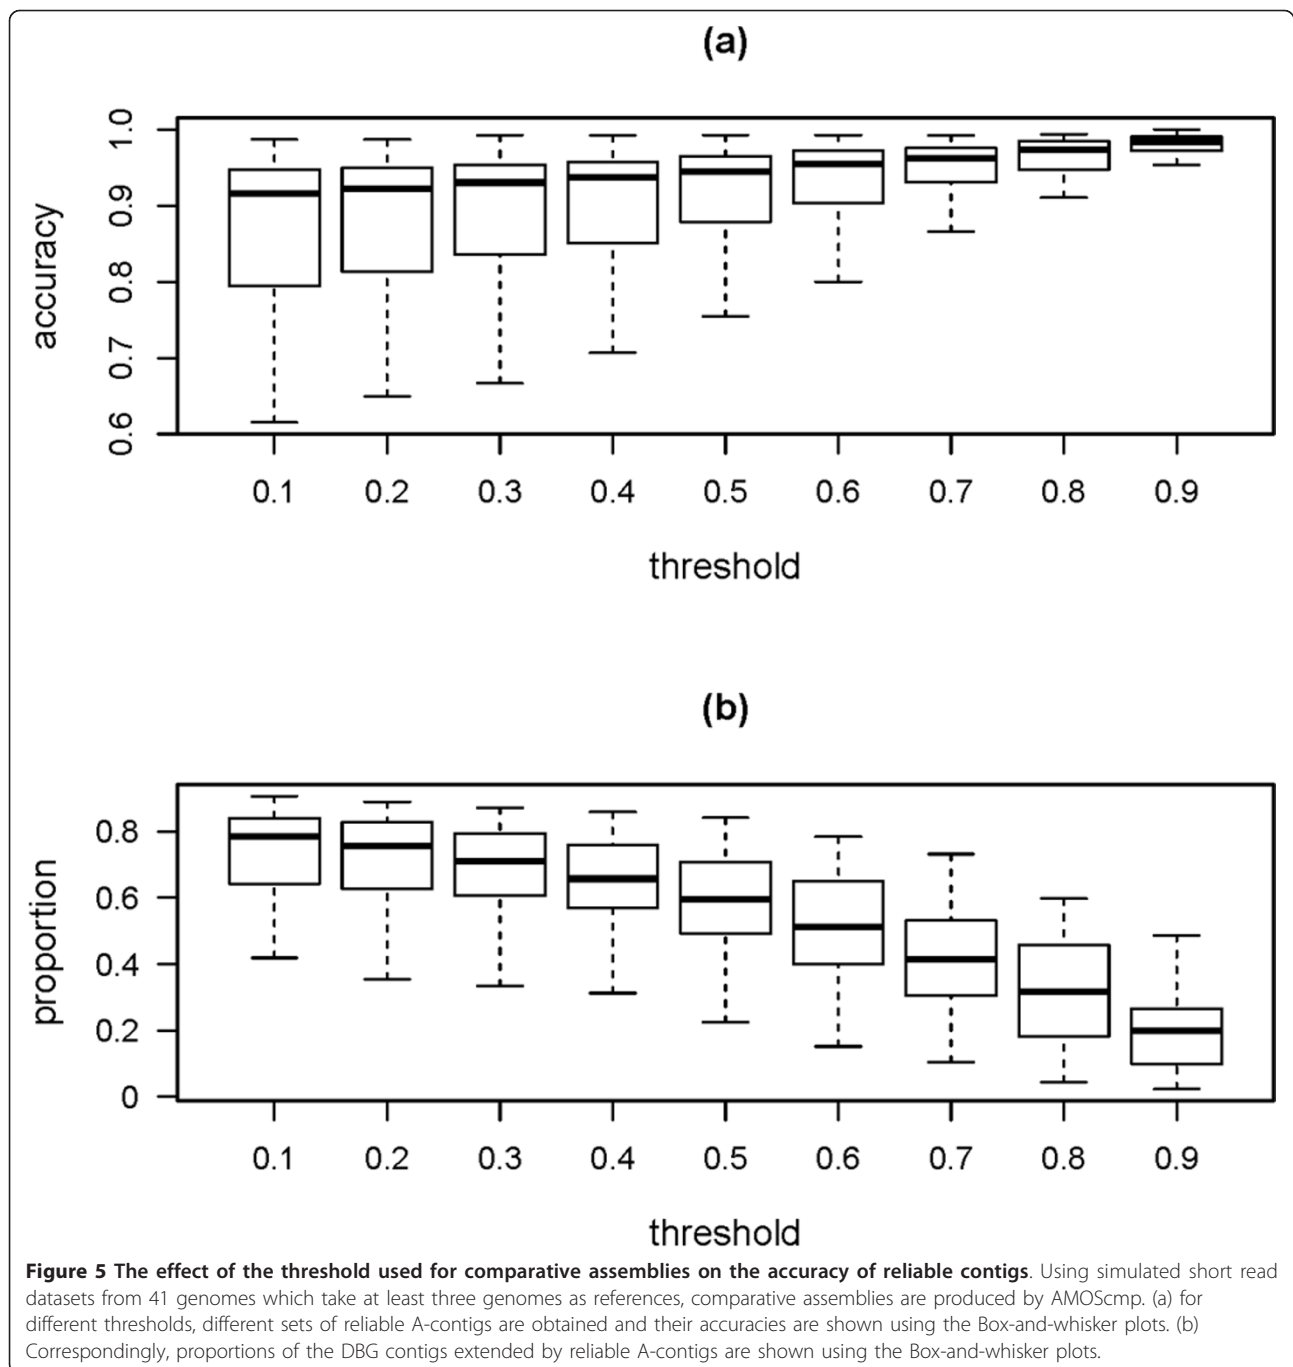 (a)
1.0
0.9
0.8
0.7
0.6
accuracy
0.1 0.2 0.3 0.4 0.5 0.6 0.7 0.8 0.9
threshold
(b)
0.8
0.6
0.4
0.2
0
proportion
0.1 0.2 0.3 0.4 0.5 0.6 0.7 0.8 0.9
threshold
Figure 5 The effect of the threshold used for comparative assemblies on the accuracy of reliable contigs. Using simulated short read
datasets from 41 genomes which take at least three genomes as references, comparative assemblies are produced by AMOScmp. (a) for
different thresholds, different sets of reliable A-contigs are obtained and their accuracies are shown using the Box-and-whisker plots. (b)
Correspondingly, proportions of the DBG contigs extended by reliable A-contigs are shown using the Box-and-whisker plots.